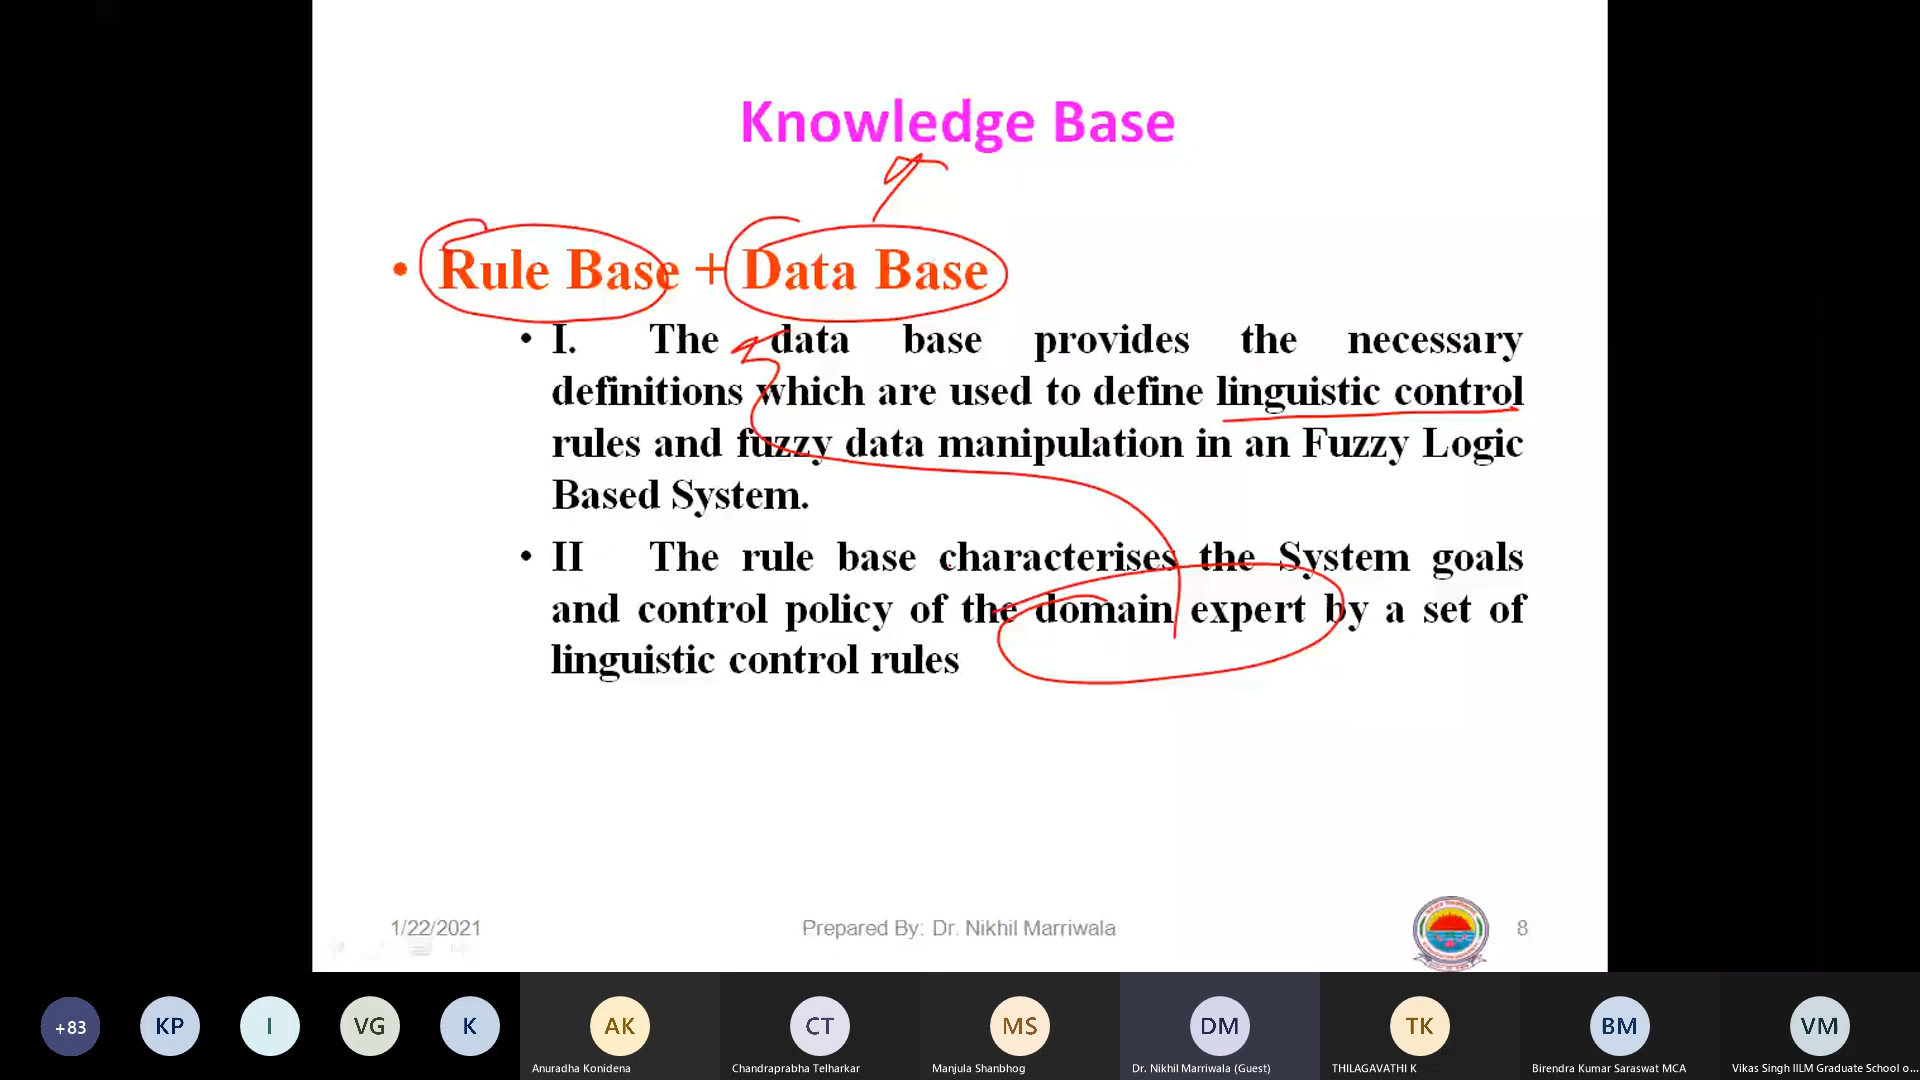 Knowledge Base
• Rule Base + Data Base
• I. The data base provides the necessary
definitions which are used to define linguistic control
rules and fuzzy data manipulation in an Fuzzy Logic
Based System.
• II The rule base characterises the System goals
and control policy of the domain expert by a set of
linguistic control rules
1/22/2021 Prepared By: Dr. Nikhil Marriwala 8
+83 KP I VG K AK CT MS DM TK BM VM
Anuradha Konidena Chandraprabha Telharkar Manjula Shanbhog Dr. Nikhil Marriwala (Guest) THILAGAVATHI K Birendra Kumar Saraswat MCA Vikas Singh IILM Graduate School o...